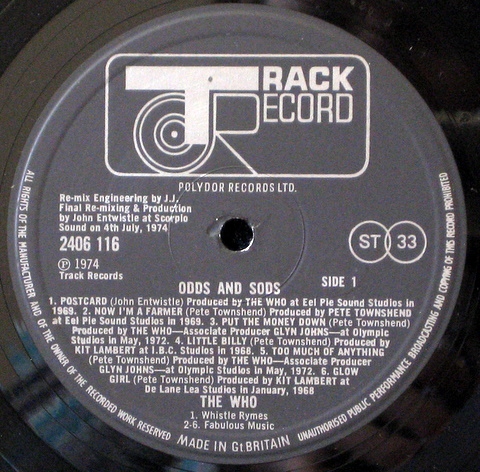 TRACK
RECORD
POLYDOR RECORDS LTD.
Re-mix Engineering by J.J.
Final Re-mixing & Production
by John Entwistle at Scorpio
Sound on 4th July, 1974
2406 116
ST 33
℗ 1974
Track Records
SIDE 1
ODDS AND SODS
1. POSTCARD (John Entwistle) Produced by THE WHO at Eel Pie Sound Studios in
1969. 2. NOW I'M A FARMER (Pete Townshend) Produced by PETE TOWNSHEND
at Eel Pie Sound Studios in 1969. 3. PUT THE MONEY DOWN (Pete Townshend)
Produced by THE WHO—Associate Producer GLYN JOHNS—at Olympic
Studios in May, 1972. 4. LITTLE BILLY (Pete Townshend) Produced by
KIT LAMBERT at I.B.C. Studios in 1968. 5. TOO MUCH OF ANYTHING
(Pete Townshend) Produced by THE WHO—Associate Producer
GLYN JOHNS—at Olympic Studios in May, 1972. 6. GLOW
GIRL (Pete Townshend) Produced by KIT LAMBERT at
De Lane Lea Studios in January, 1968
THE WHO
1. Whistle Rymes
2-6. Fabulous Music
ALL RIGHTS OF THE MANUFACTURER AND OF THE OWNER OF THE RECORDED WORK RESERVED
MADE IN Gt.BRITAIN
UNAUTHORISED PUBLIC PERFORMANCE BROADCASTING AND COPYING OF THIS RECORD PROHIBITED